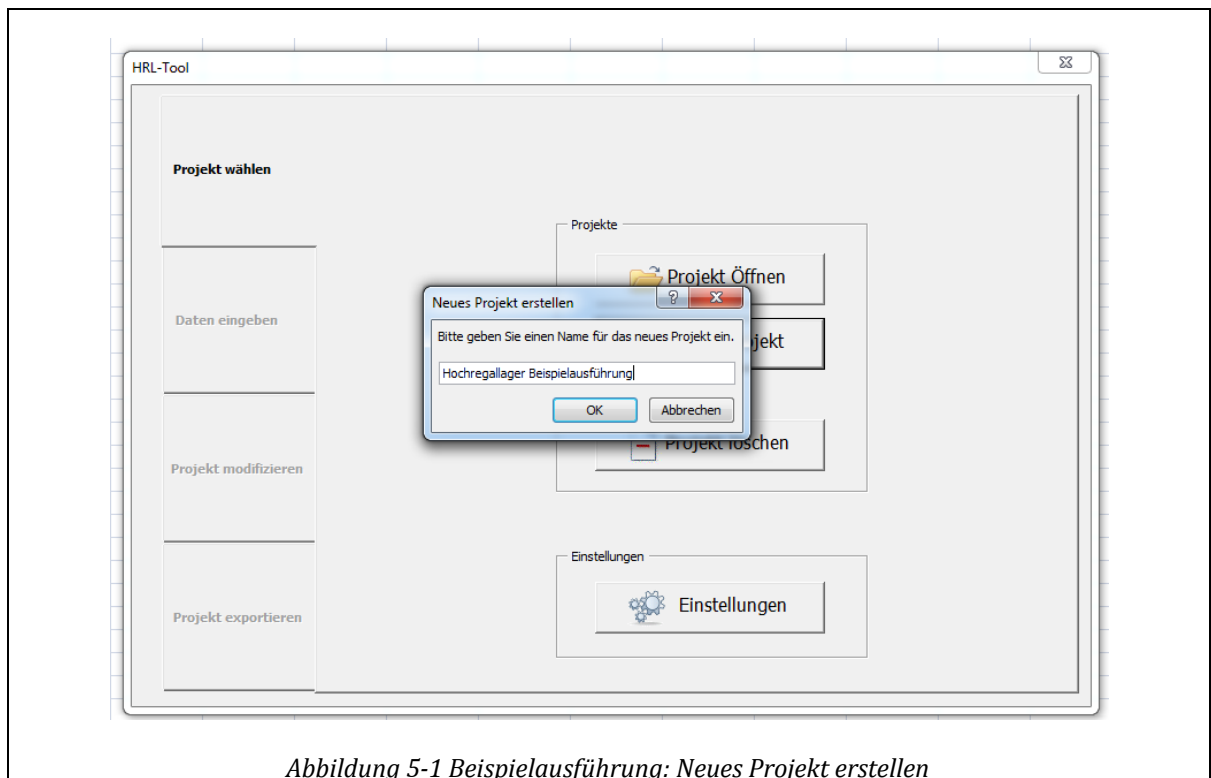 HRL-Tool
Projekt wählen
Daten eingeben
Projekt modifizieren
Projekt exportieren
Projekte
Projekt Öffnen
jekt
Projekt löschen
Neues Projekt erstellen
Bitte geben Sie einen Name für das neues Projekt ein.
Hochregallager Beispielausführung
OK
Abbrechen
Einstellungen
Einstellungen
Abbildung 5-1 Beispielausführung: Neues Projekt erstellen